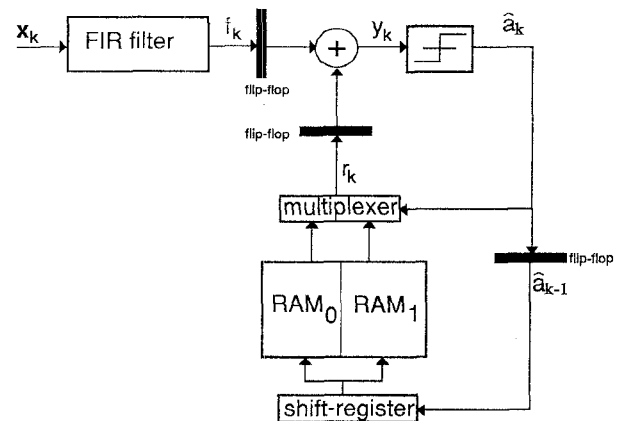 x_k
FIR filter
f_k
+
y_k
â_k
flip-flop
flip-flop
r_k
multiplexer
flip-flop
â_k-1
RAM_0
RAM_1
shift-register